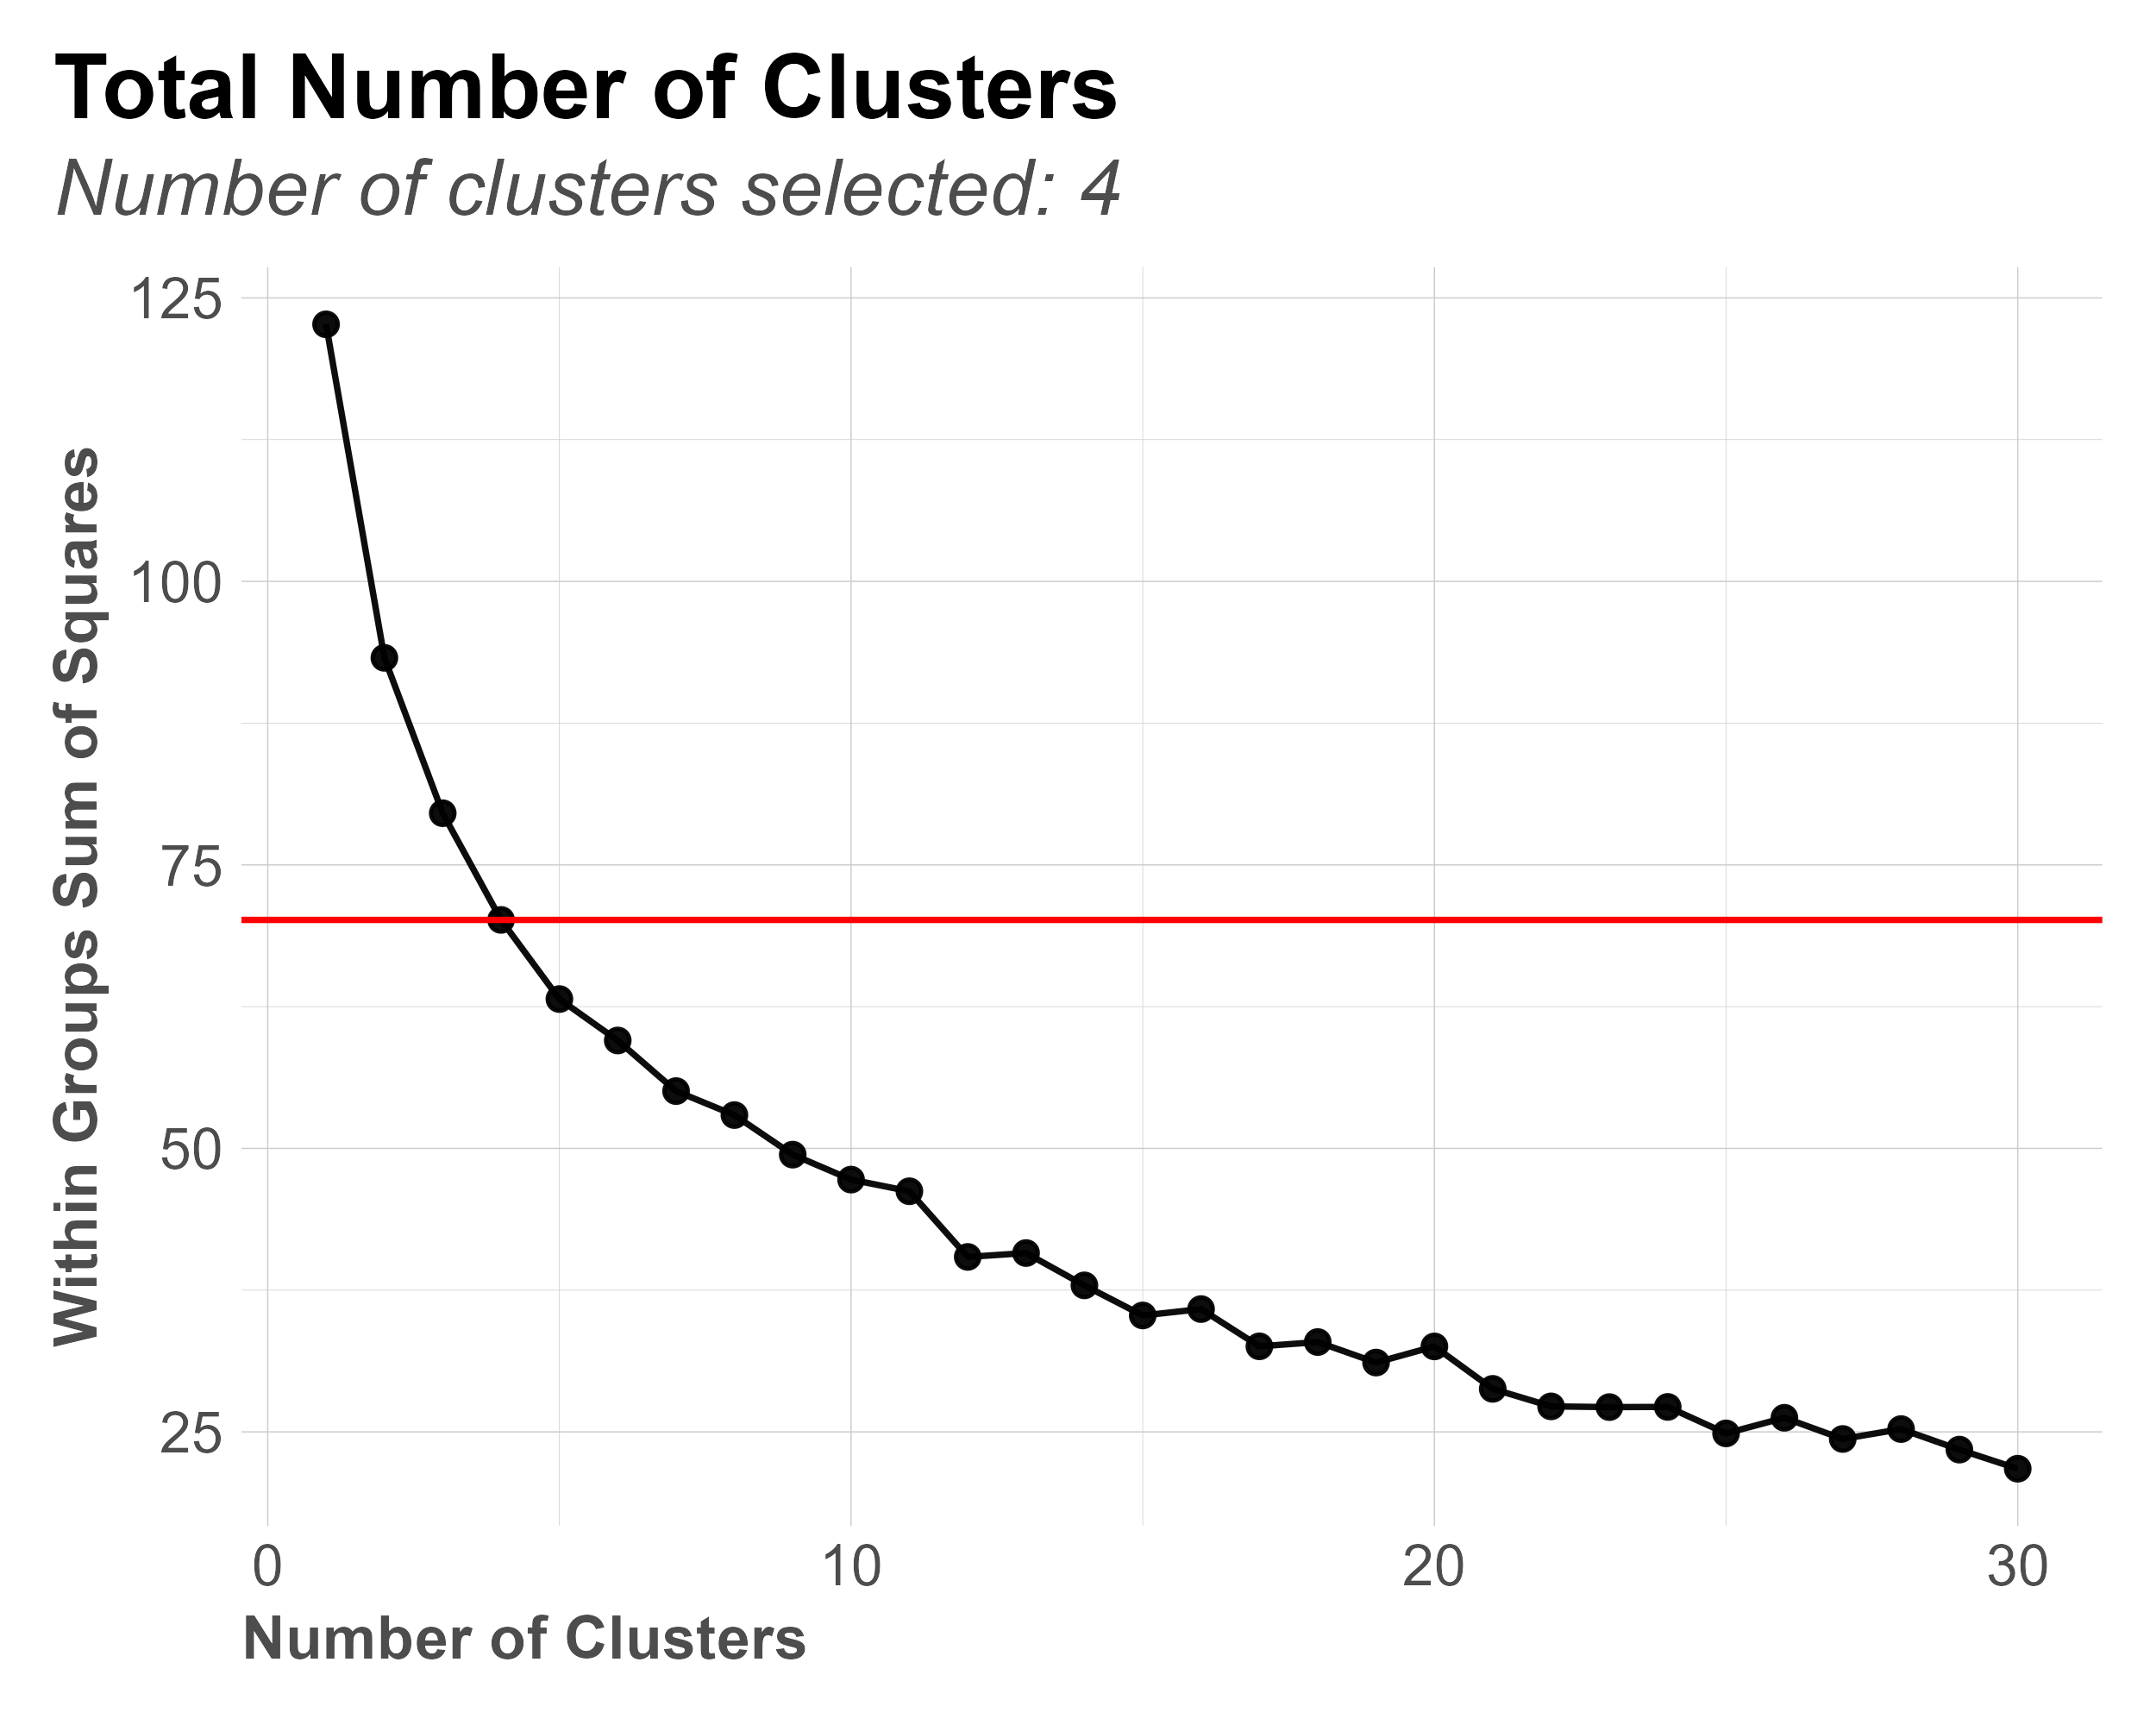 Total Number of Clusters
Number of clusters selected: 4
Within Groups Sum of Squares
125
100
75
50
25
0 10 20 30
Number of Clusters